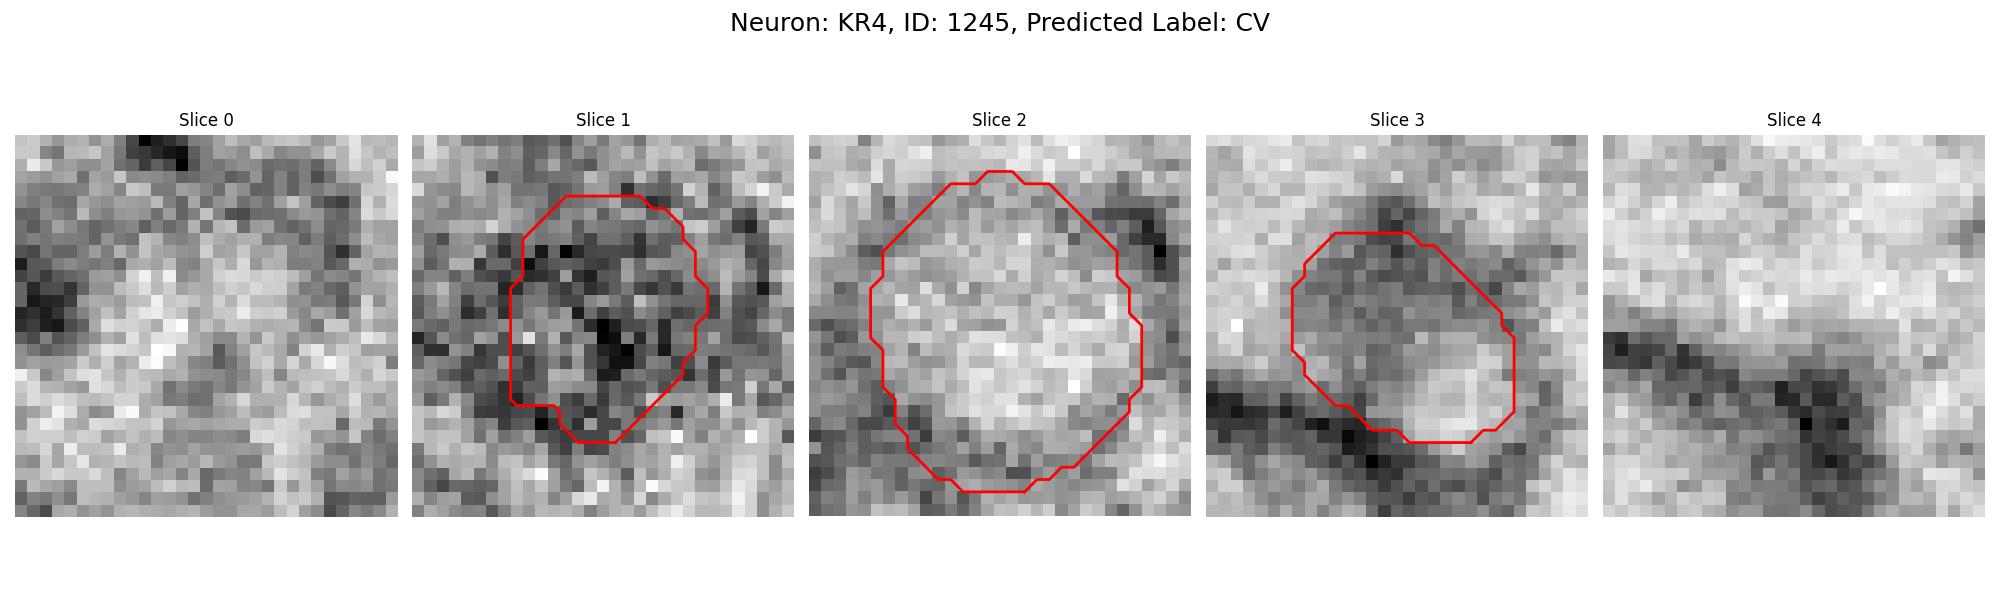 Neuron: KR4, ID: 1245, Predicted Label: CV
Slice 0
Slice 1
Slice 2
Slice 3
Slice 4